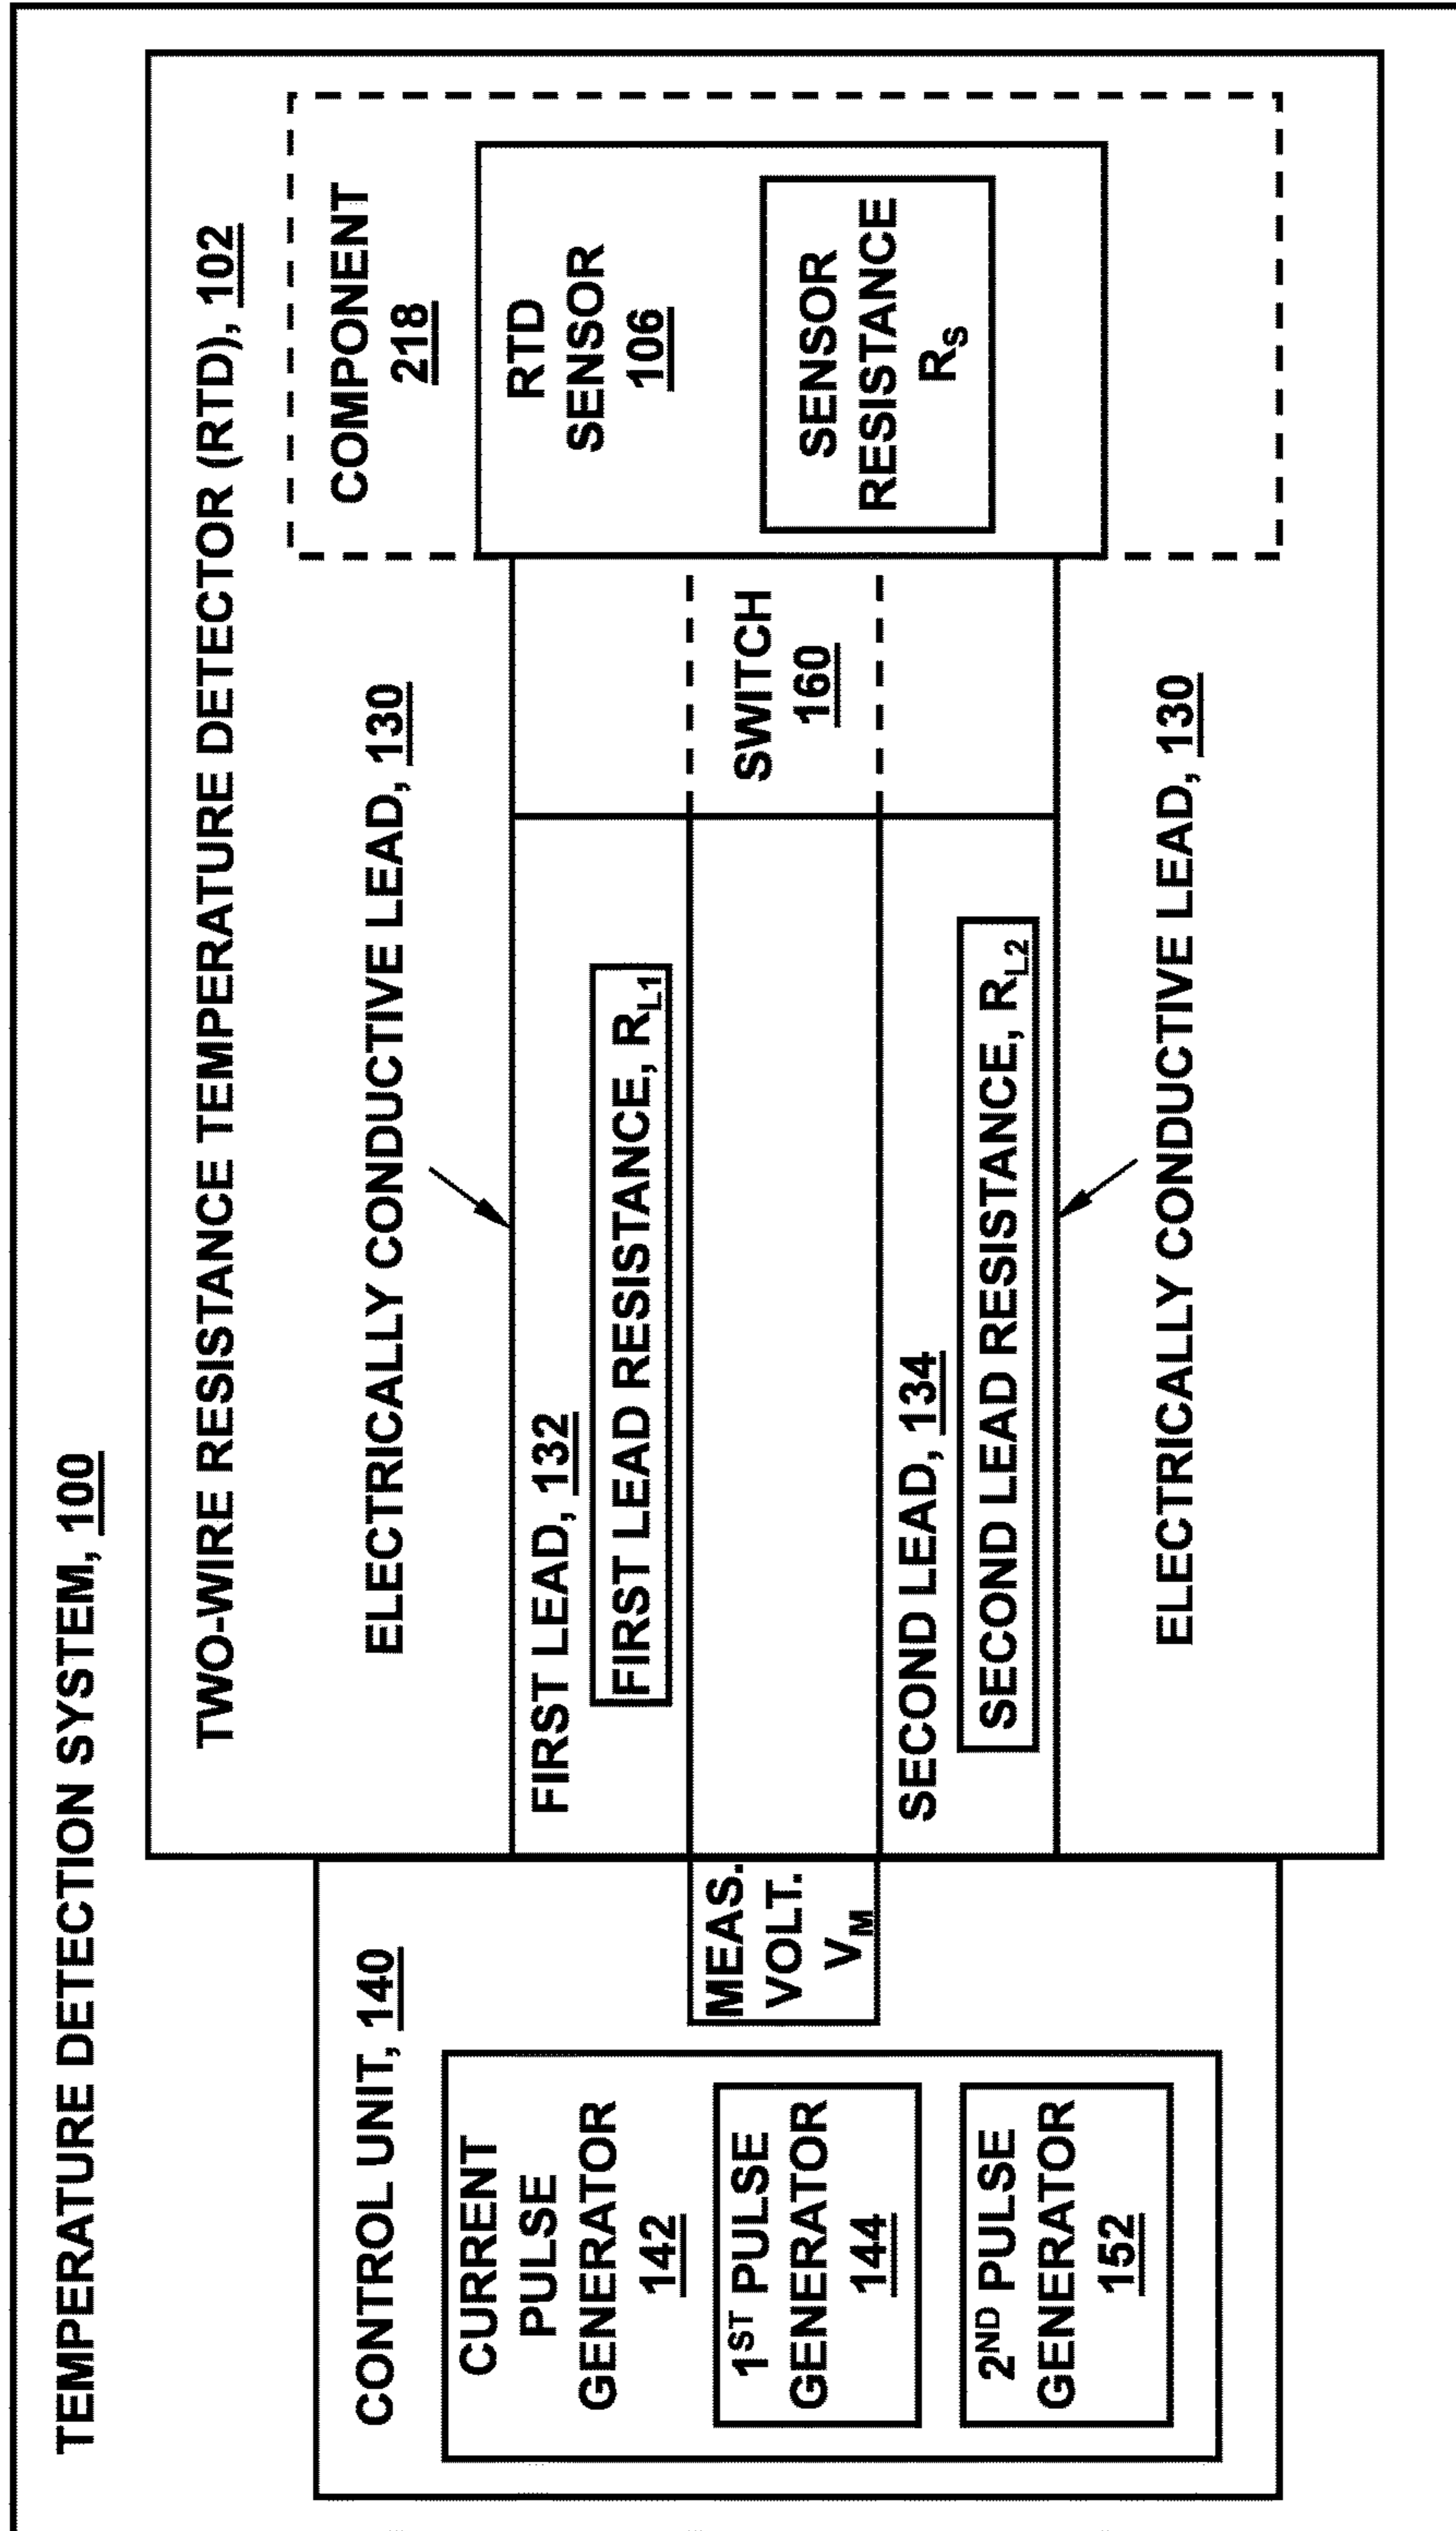 TEMPERATURE DETECTION SYSTEM, 100
CONTROL UNIT, 140
CURRENT
PULSE
GENERATOR
142
1ST PULSE
GENERATOR
144
2ND PULSE
GENERATOR
152
MEAS.
VOLT.
VM
TWO-WIRE RESISTANCE TEMPERATURE DETECTOR (RTD), 102
ELECTRICALLY CONDUCTIVE LEAD, 130
FIRST LEAD, 132
FIRST LEAD RESISTANCE, RL1
SECOND LEAD, 134
SECOND LEAD RESISTANCE, RL2
ELECTRICALLY CONDUCTIVE LEAD, 130
SWITCH
160
COMPONENT
218
RTD
SENSOR
106
SENSOR
RESISTANCE
RS